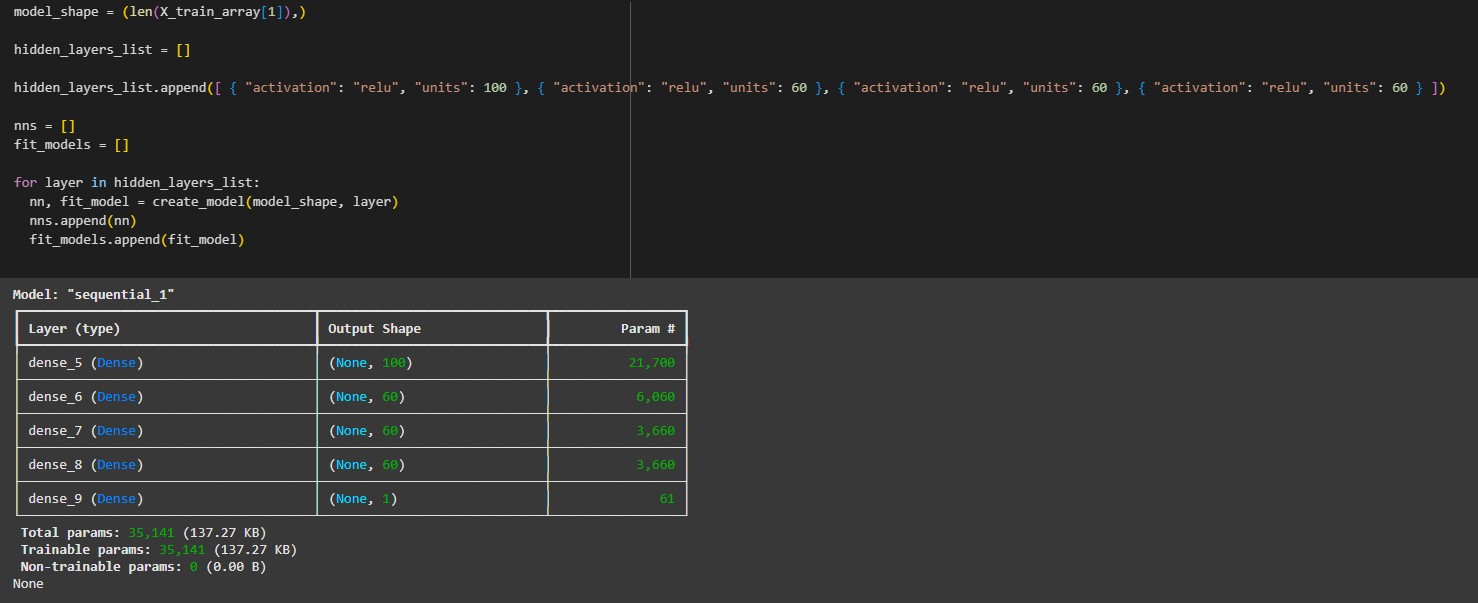 model_shape = (len(X_train_array[1]),)
hidden_layers_list = []
hidden_layers_list.append([ { "activation": "relu", "units": 100 }, { "activation": "relu", "units": 60 }, { "activation": "relu", "units": 60 }, { "activation": "relu", "units": 60 } ])
nns = []
fit_models = []
for layer in hidden_layers_list:
  nn, fit_model = create_model(model_shape, layer)
  nns.append(nn)
  fit_models.append(fit_model)
Model: "sequential_1"
Layer (type) Output Shape Param #
dense_5 (Dense) (None, 100) 21,700
dense_6 (Dense) (None, 60) 6,060
dense_7 (Dense) (None, 60) 3,660
dense_8 (Dense) (None, 60) 3,660
dense_9 (Dense) (None, 1) 61
Total params: 35,141 (137.27 KB)
Trainable params: 35,141 (137.27 KB)
Non-trainable params: 0 (0.00 B)
None